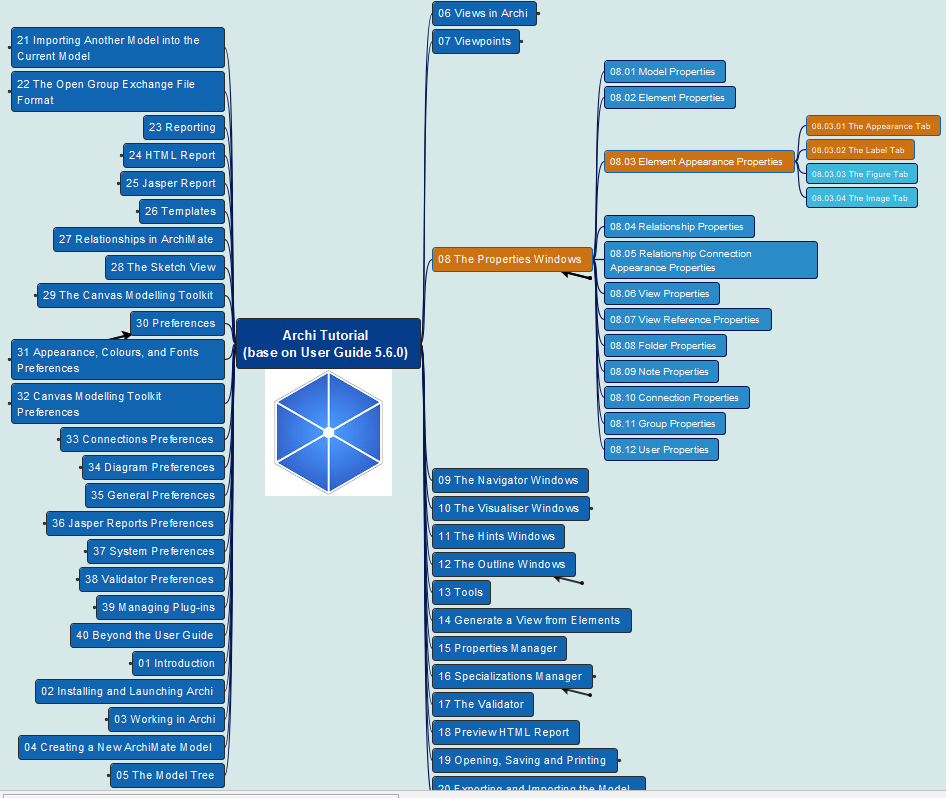 Archi Tutorial
(base on User Guide 5.6.0)
21 Importing Another Model into the
Current Model
22 The Open Group Exchange File
Format
23 Reporting
24 HTML Report
25 Jasper Report
26 Templates
27 Relationships in ArchiMate
28 The Sketch View
29 The Canvas Modelling Toolkit
30 Preferences
31 Appearance, Colours, and Fonts
Preferences
32 Canvas Modelling Toolkit
Preferences
33 Connections Preferences
34 Diagram Preferences
35 General Preferences
36 Jasper Reports Preferences
37 System Preferences
38 Validator Preferences
39 Managing Plug-ins
40 Beyond the User Guide
01 Introduction
02 Installing and Launching Archi
03 Working in Archi
04 Creating a New ArchiMate Model
05 The Model Tree
06 Views in Archi
07 Viewpoints
08 The Properties Windows
08.01 Model Properties
08.02 Element Properties
08.03 Element Appearance Properties
08.03.01 The Appearance Tab
08.03.02 The Label Tab
08.03.03 The Figure Tab
08.03.04 The Image Tab
08.04 Relationship Properties
08.05 Relationship Connection
Appearance Properties
08.06 View Properties
08.07 View Reference Properties
08.08 Folder Properties
08.09 Note Properties
08.10 Connection Properties
08.11 Group Properties
08.12 User Properties
09 The Navigator Windows
10 The Visualiser Windows
11 The Hints Windows
12 The Outline Windows
13 Tools
14 Generate a View from Elements
15 Properties Manager
16 Specializations Manager
17 The Validator
18 Preview HTML Report
19 Opening, Saving and Printing
20 Exporting and Importing the Model